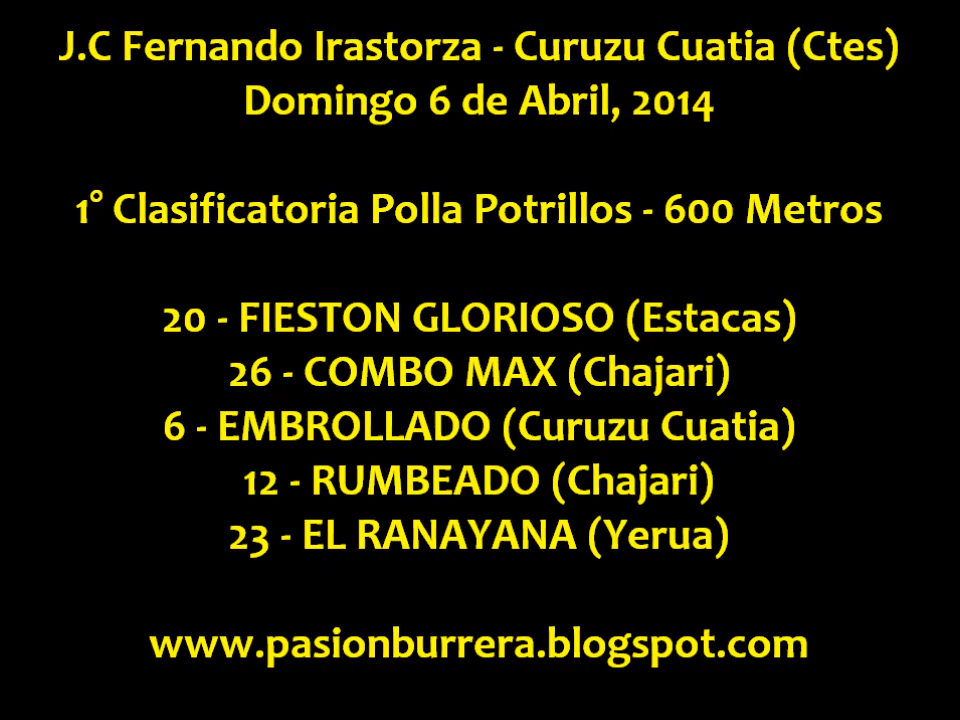 J.C Fernando Irastorza - Curuzu Cuatia (Ctes)
Domingo 6 de Abril, 2014
1° Clasificatoria Polla Potrillos - 600 Metros
20 - FIESTON GLORIOSO (Estacas)
26 - COMBO MAX (Chajari)
6 - EMBROLLADO (Curuzu Cuatia)
12 - RUMBEADO (Chajari)
23 - EL RANAYANA (Yerua)
www.pasionburrera.blogspot.com